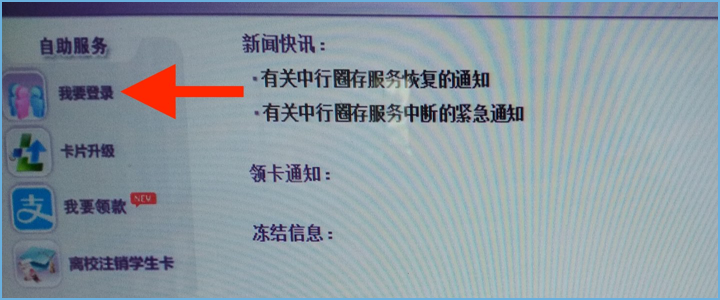 自助服务
我要登录
卡片升级
我要领款 NEW
离校注销学生卡
新闻快讯：
·有关中行圈存服务恢复的通知
·有关中行圈存服务中断的紧急通知
领卡通知：
冻结信息：